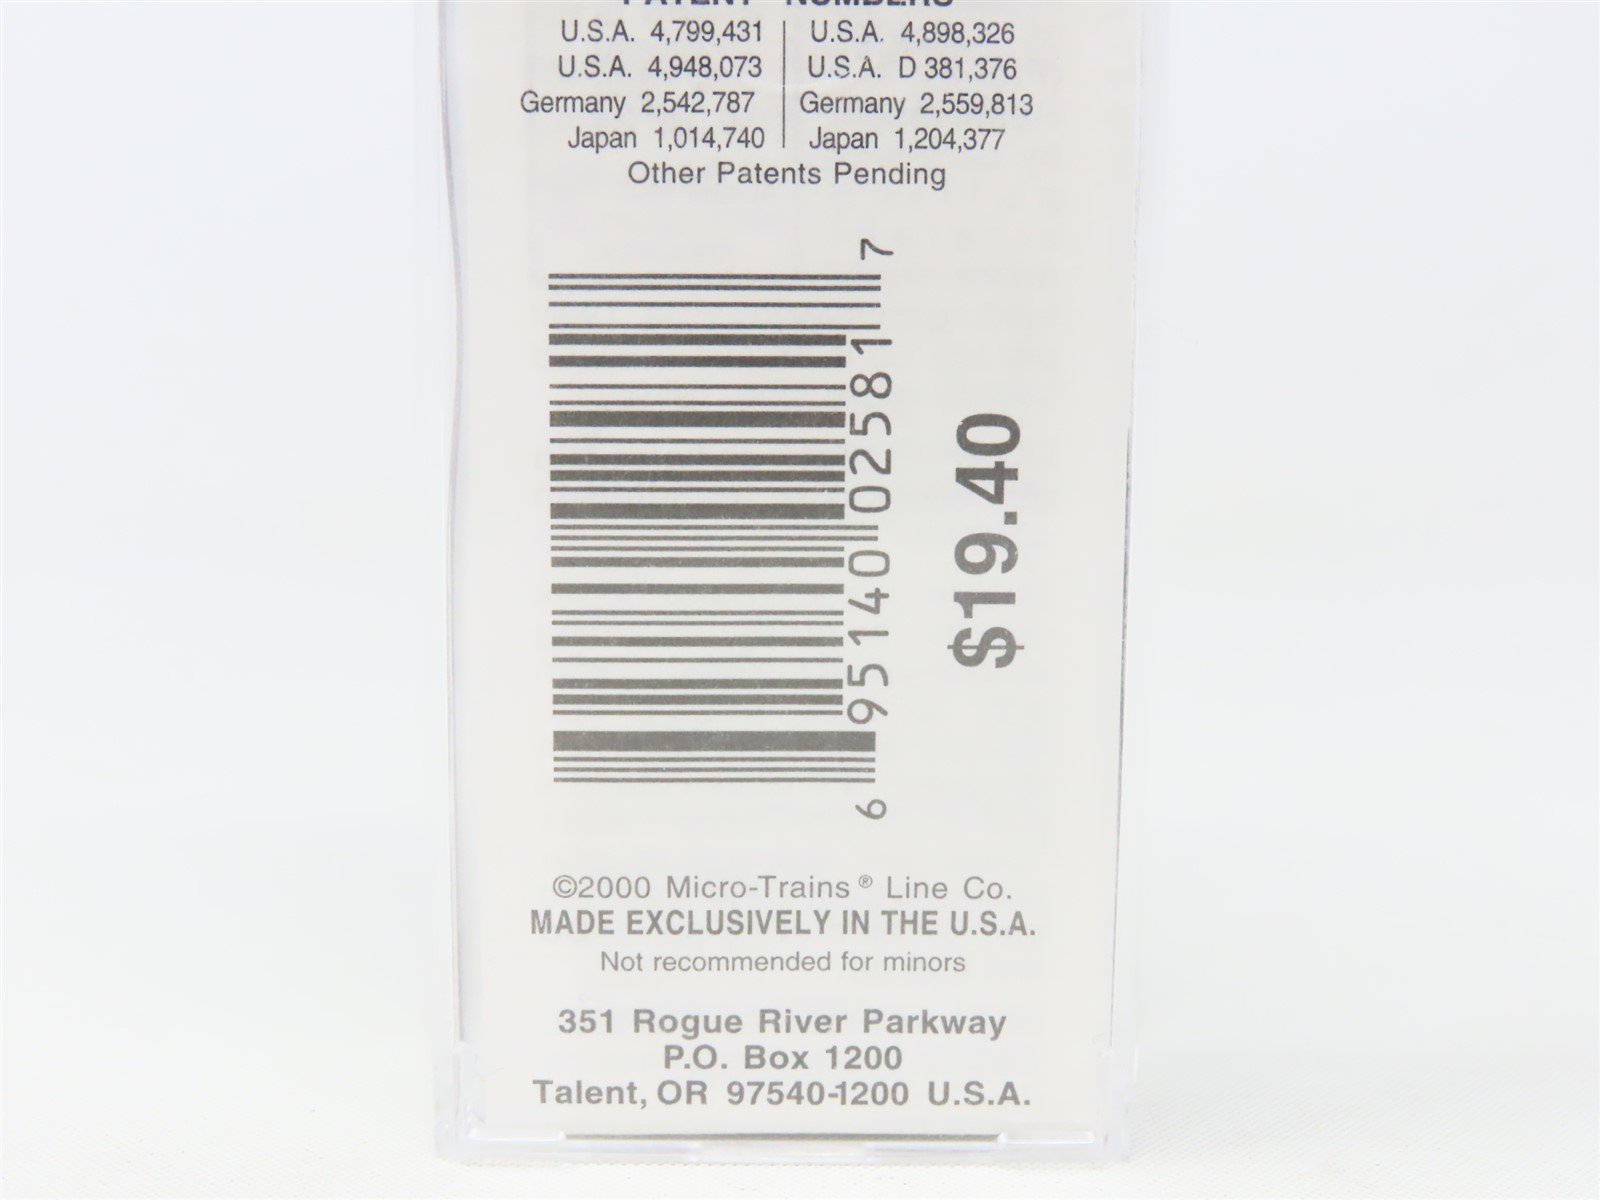 PATENT NUMBERS
U.S.A. 4,799,431 | U.S.A. 4,898,326
U.S.A. 4,948,073 | U.S.A. D 381,376
Germany 2,542,787 | Germany 2,559,813
Japan 1,014,740 | Japan 1,204,377
Other Patents Pending
6 95140 02581 7
$19.40
©2000 Micro-Trains® Line Co.
MADE EXCLUSIVELY IN THE U.S.A.
Not recommended for minors
351 Rogue River Parkway
P.O. Box 1200
Talent, OR 97540-1200 U.S.A.